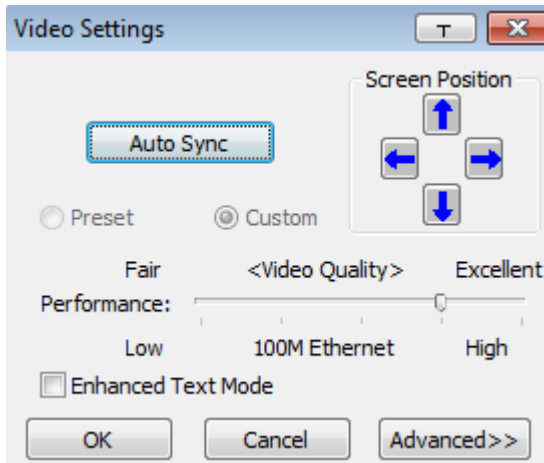 Video Settings
T
Screen Position
Auto Sync
Preset
Custom
Fair <Video Quality> Excellent
Performance:
Low 100M Ethernet High
Enhanced Text Mode
OK Cancel Advanced>>